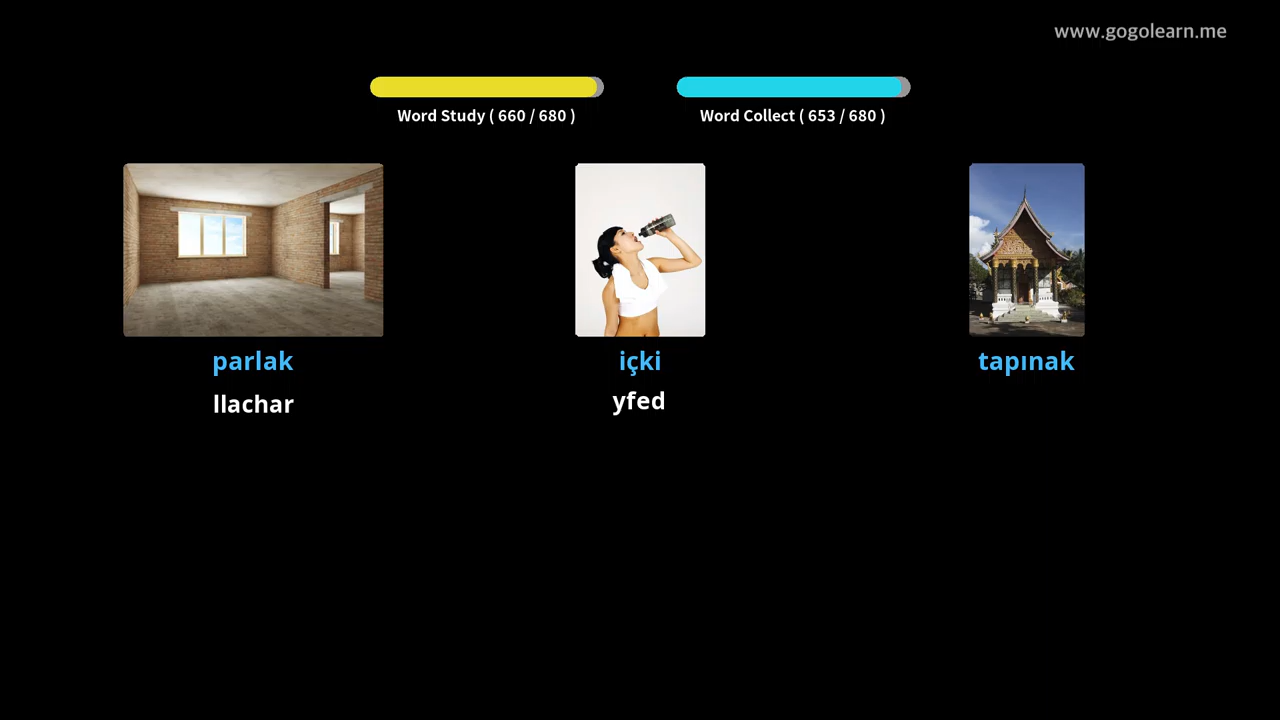 www.gogolearn.me
Word Study ( 660 / 680 )
Word Collect ( 653 / 680 )
parlak
içki
tapınak
llachar
yfed